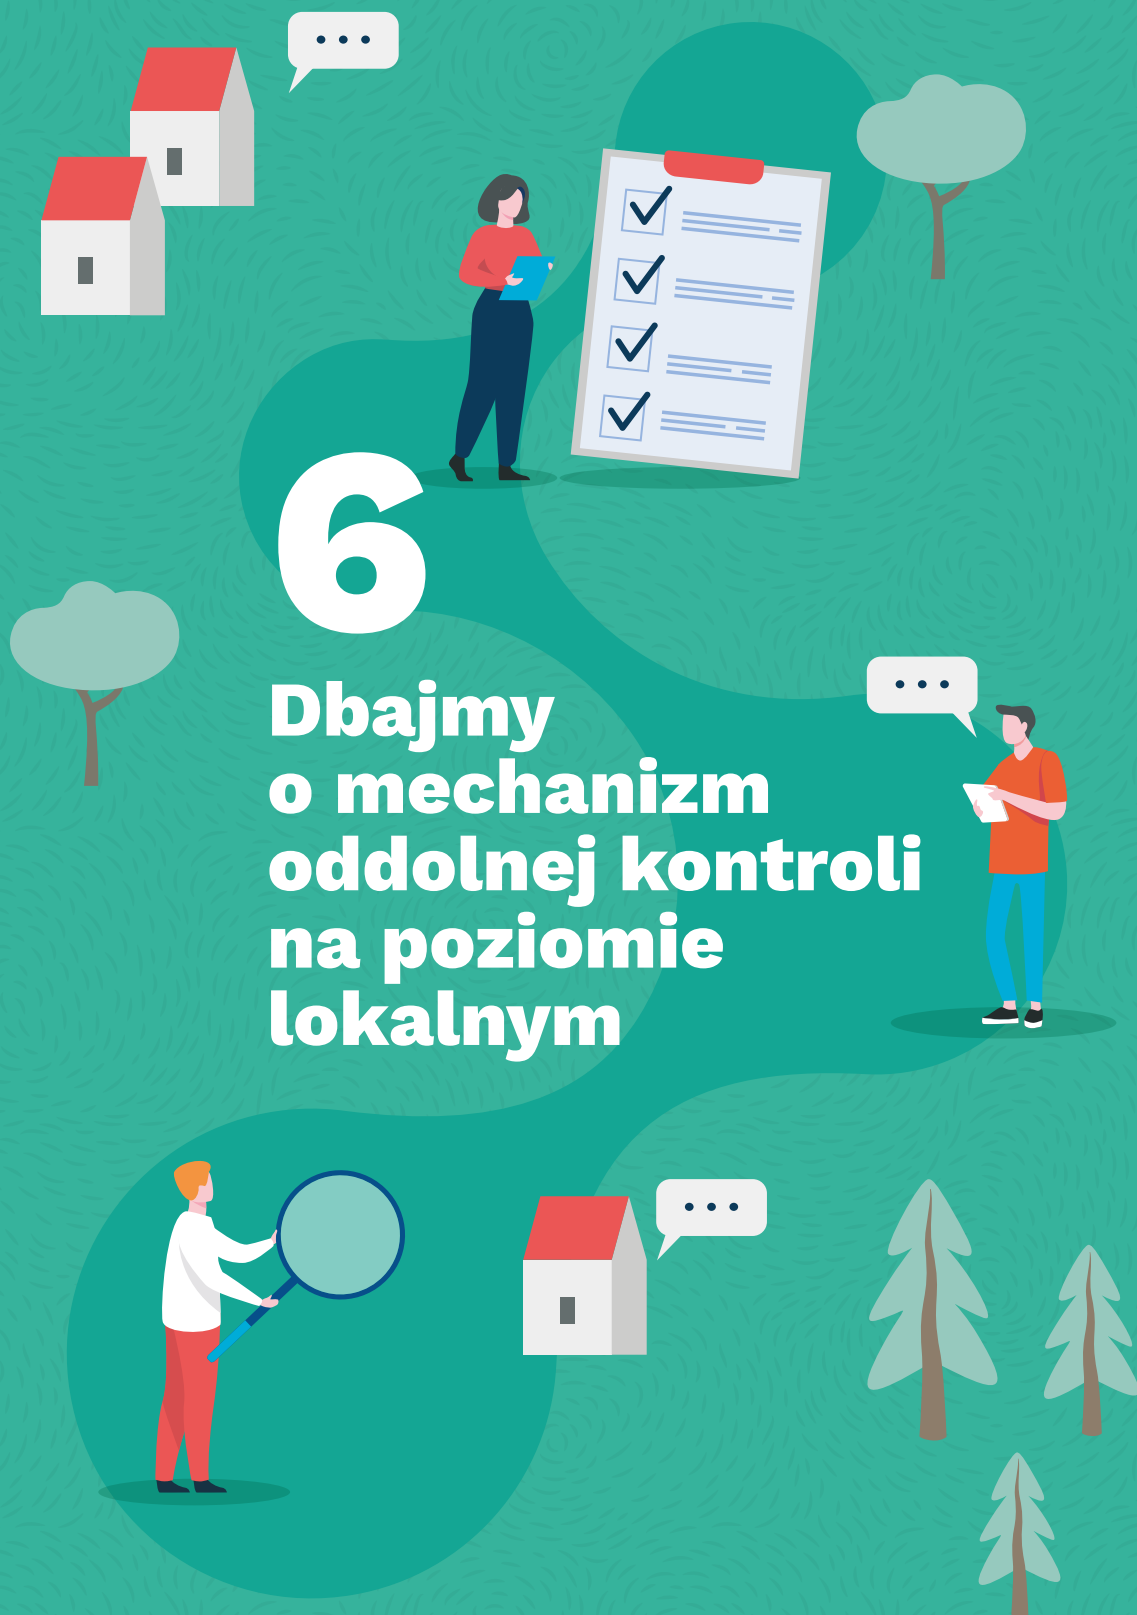 6
Dbajmy
o mechanizm
oddolnej kontroli
na poziomie
lokalnym